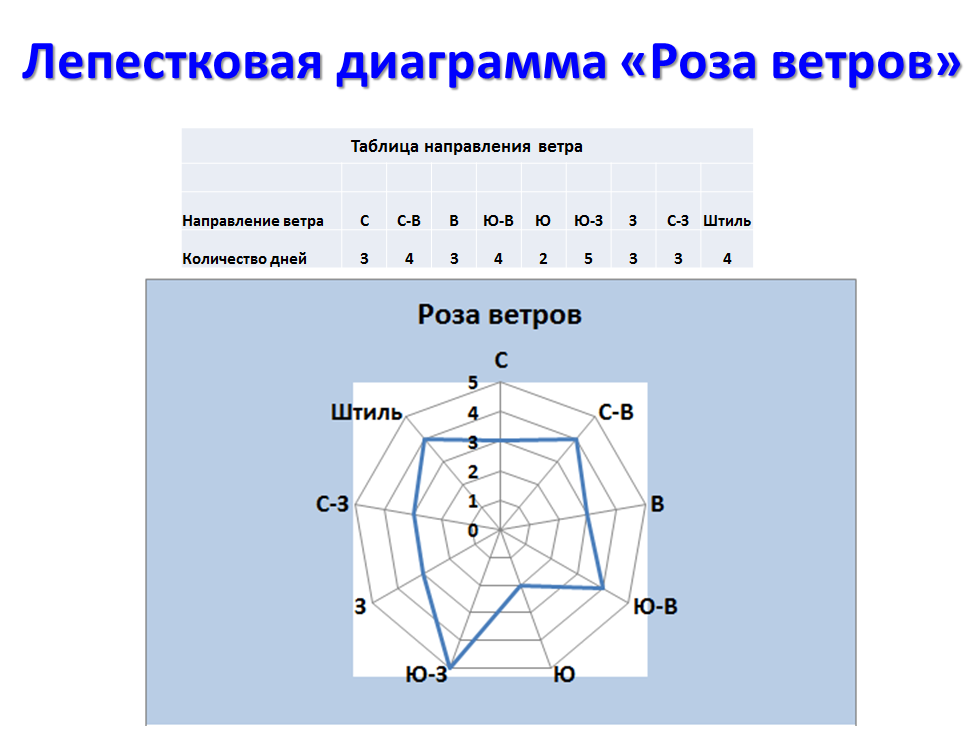 Лепестковая диаграмма «Роза ветров»
Таблица направления ветра
Направление ветра С С-В В Ю-В Ю Ю-З З С-З Штиль
Количество дней 3 4 3 4 2 5 3 3 4
Роза ветров
С
5
Штиль 4 С-В
3
2
С-З 1 В
0
З Ю-В
Ю-З Ю